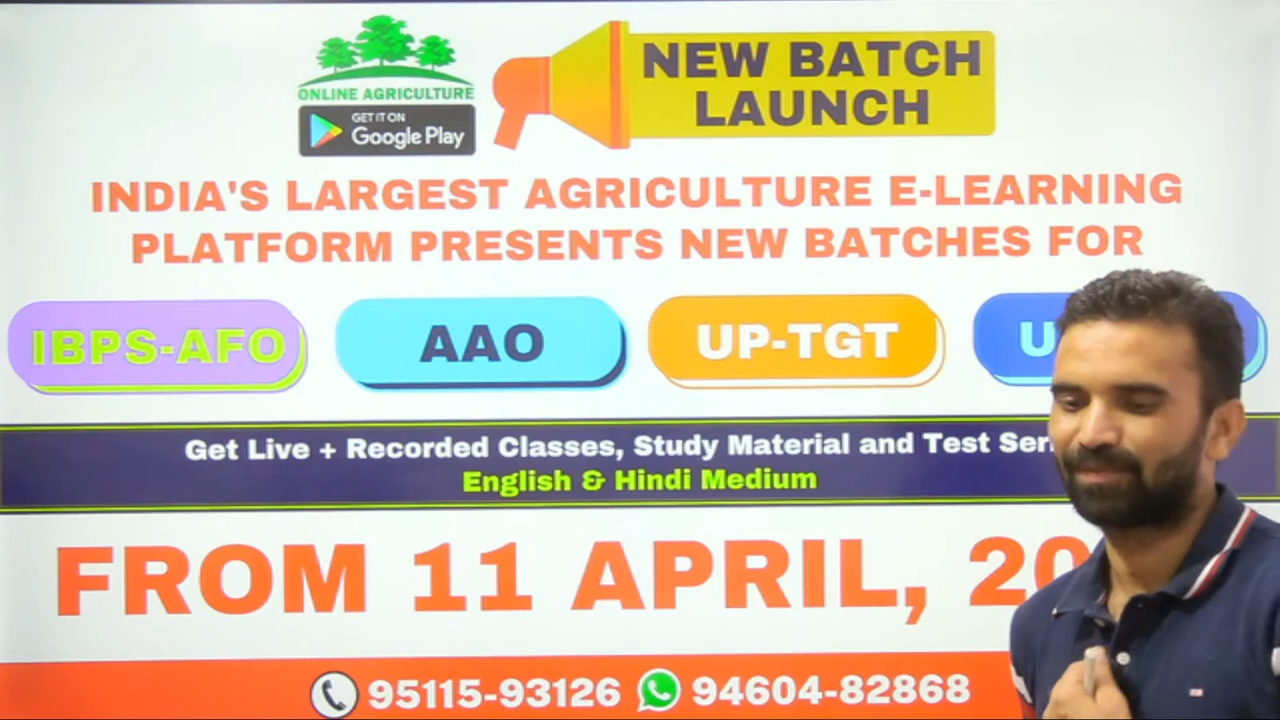 ONLINE AGRICULTURE
GET IT ON
Google Play
NEW BATCH
LAUNCH
INDIA'S LARGEST AGRICULTURE E-LEARNING
PLATFORM PRESENTS NEW BATCHES FOR
IBPS-AFO
AAO
UP-TGT
Get Live + Recorded Classes, Study Material and Test
English & Hindi Medium
FROM 11 APRIL,
95115-93126
94604-82868